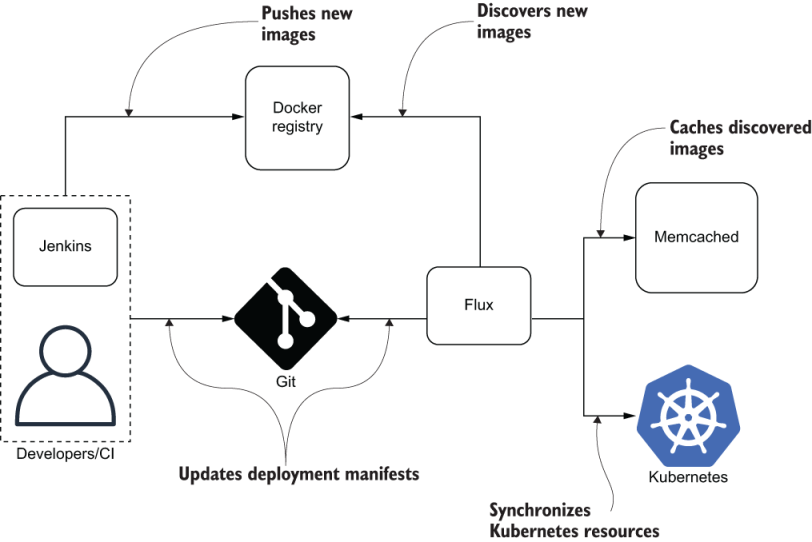 Pushes new
images
Discovers new
images
Docker
registry
Caches discovered
images
Jenkins
Memcached
Flux
Git
Developers/CI
Updates deployment manifests
Kubernetes
Synchronizes
Kubernetes resources